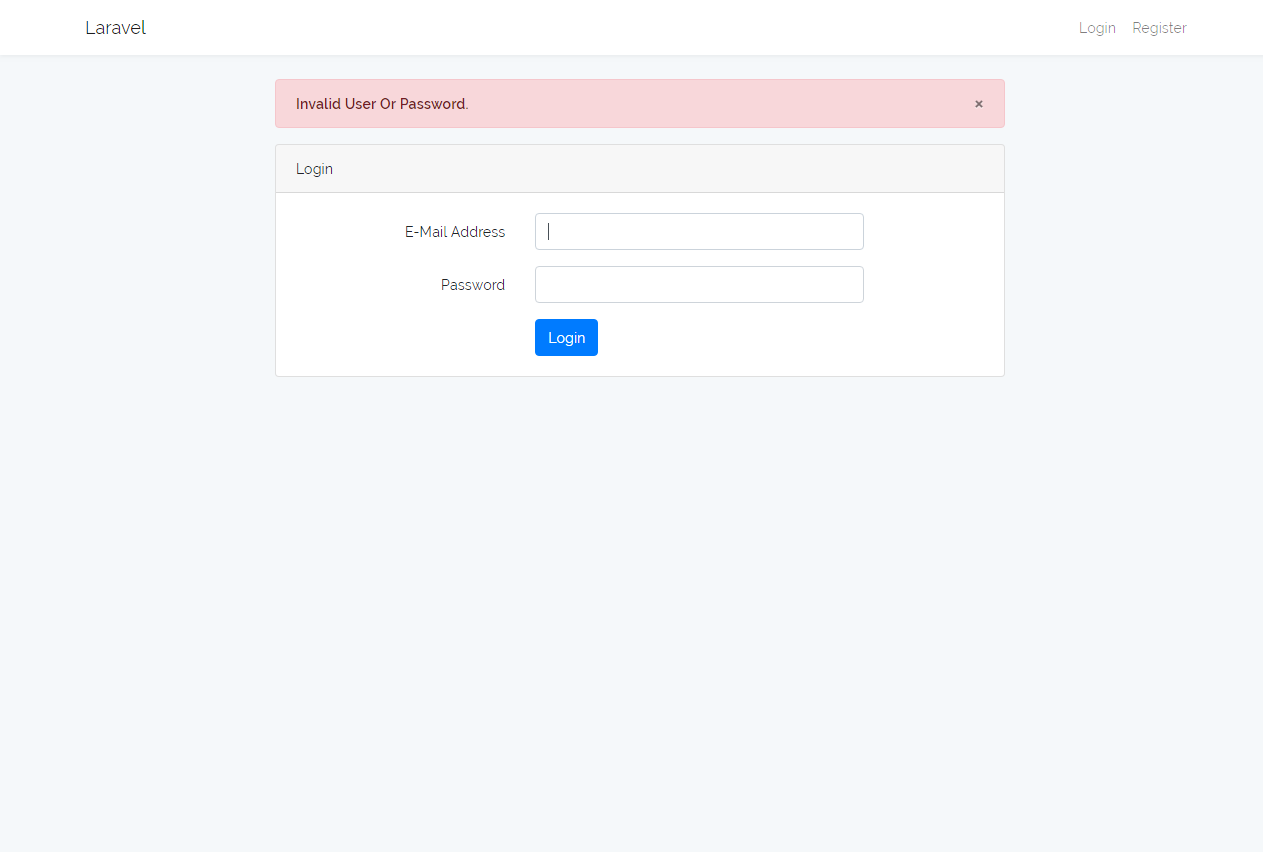 Laravel
Login Register
Invalid User Or Password.
×
Login
E-Mail Address
Password
Login